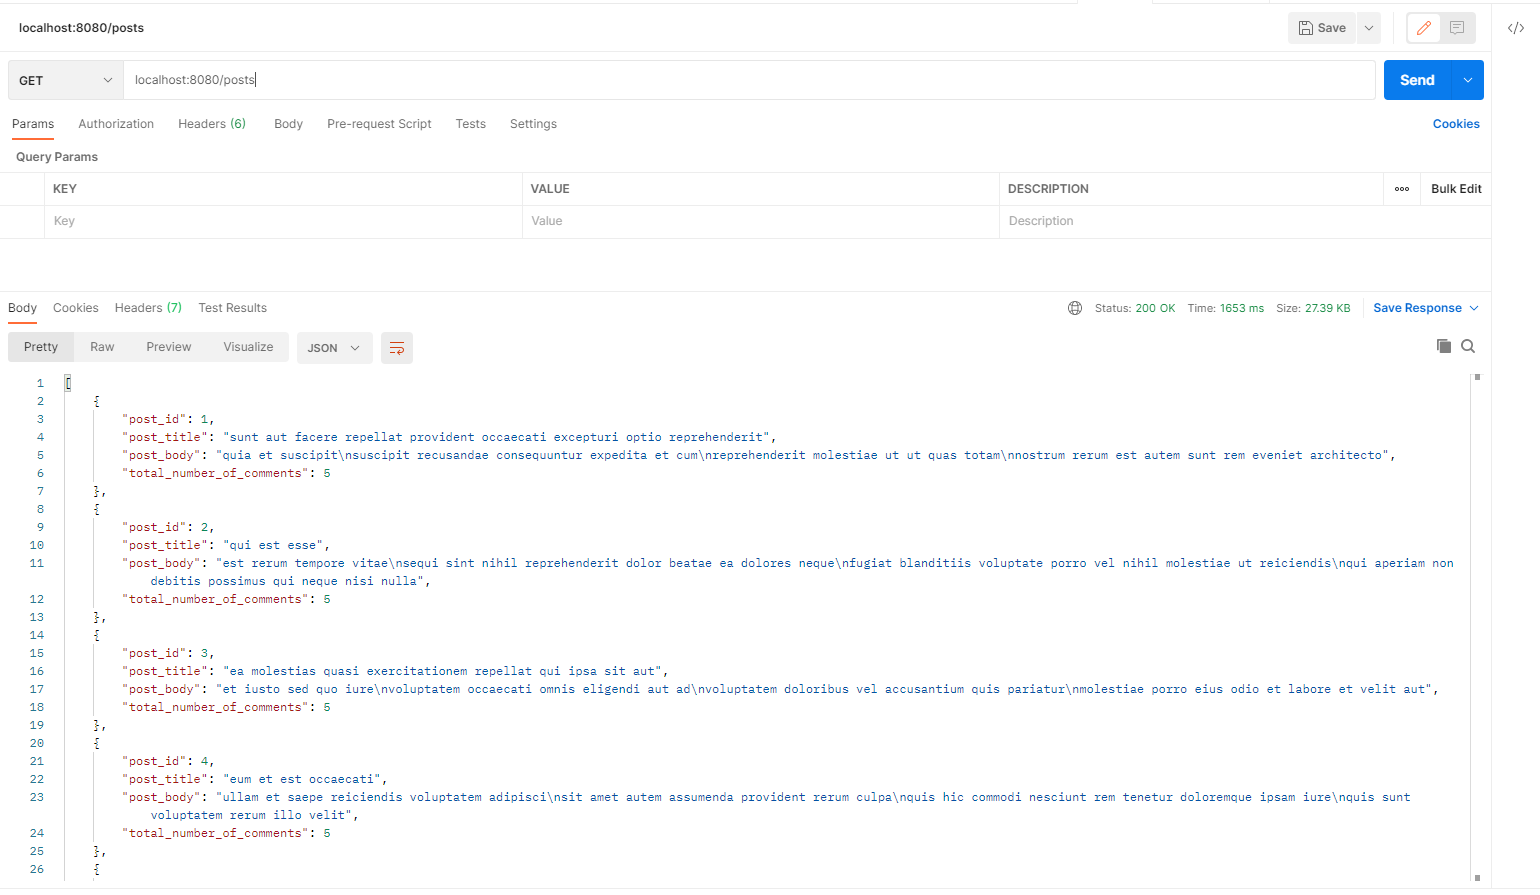 localhost:8080/posts
Save
GET
localhost:8080/posts
Send
Params Authorization Headers (6) Body Pre-request Script Tests Settings Cookies
Query Params
KEY VALUE DESCRIPTION ooo Bulk Edit
Key Value Description
Body Cookies Headers (7) Test Results Status: 200 OK Time: 1653 ms Size: 27.39 KB Save Response
Pretty Raw Preview Visualize JSON
1 [
2 {
3 "post_id": 1,
4 "post_title": "sunt aut facere repellat provident occaecati excepturi optio reprehenderit",
5 "post_body": "quia et suscipit\nsuscipit recusandae consequuntur expedita et cum\nreprehenderit molestiae ut ut quas totam\nnostrum rerum est autem sunt rem eveniet architecto",
6 "total_number_of_comments": 5
7 },
8 {
9 "post_id": 2,
10 "post_title": "qui est esse",
11 "post_body": "est rerum tempore vitae\nsequi sint nihil reprehenderit dolor beatae ea dolores neque\nfugiat blanditiis voluptate porro vel nihil molestiae ut reiciendis\nqui aperiam non
debitis possimus qui neque nisi nulla",
12 "total_number_of_comments": 5
13 },
14 {
15 "post_id": 3,
16 "post_title": "ea molestias quasi exercitationem repellat qui ipsa sit aut",
17 "post_body": "et iusto sed quo iure\nvoluptatem occaecati omnis eligendi aut ad\nvoluptatem doloribus vel accusantium quis pariatur\nmolestiae porro eius odio et labore et velit aut",
18 "total_number_of_comments": 5
19 },
20 {
21 "post_id": 4,
22 "post_title": "eum et est occaecati",
23 "post_body": "ullam et saepe reiciendis voluptatem adipisci\nsit amet autem assumenda provident rerum culpa\nquis hic commodi nesciunt rem tenetur doloremque ipsam iure\nquis sunt
voluptatem rerum illo velit",
24 "total_number_of_comments": 5
25 },
26 {